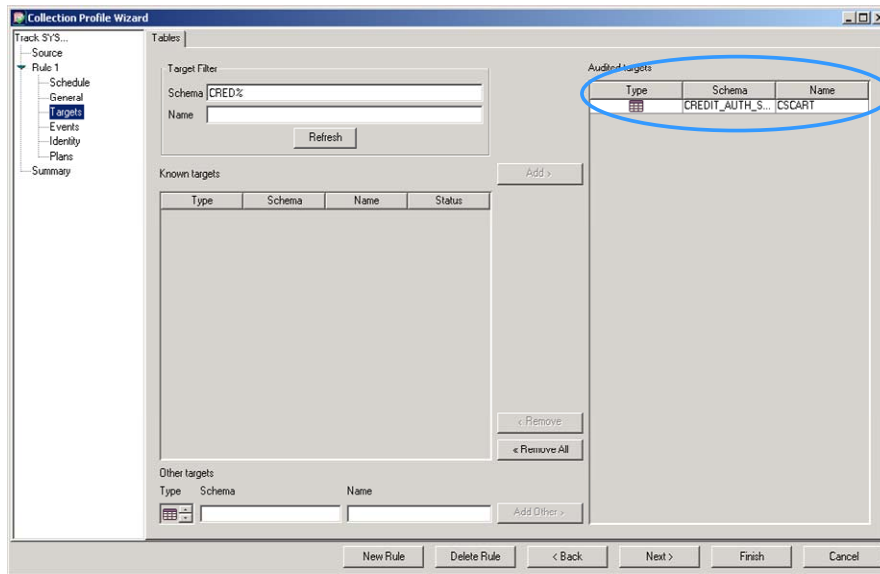 Collection Profile Wizard
Track SYS...
Source
Rule 1
Schedule
General
Targets
Events
Identity
Plans
Summary
Tables
Target Filter
Schema CRED%
Name
Refresh
Known targets
Type Schema Name Status
Add >
< Remove
« Remove All
Other targets
Type Schema Name
Add Other >
Audited targets
Type Schema Name
CREDIT_AUTH_S... CSCART
New Rule Delete Rule < Back Next > Finish Cancel